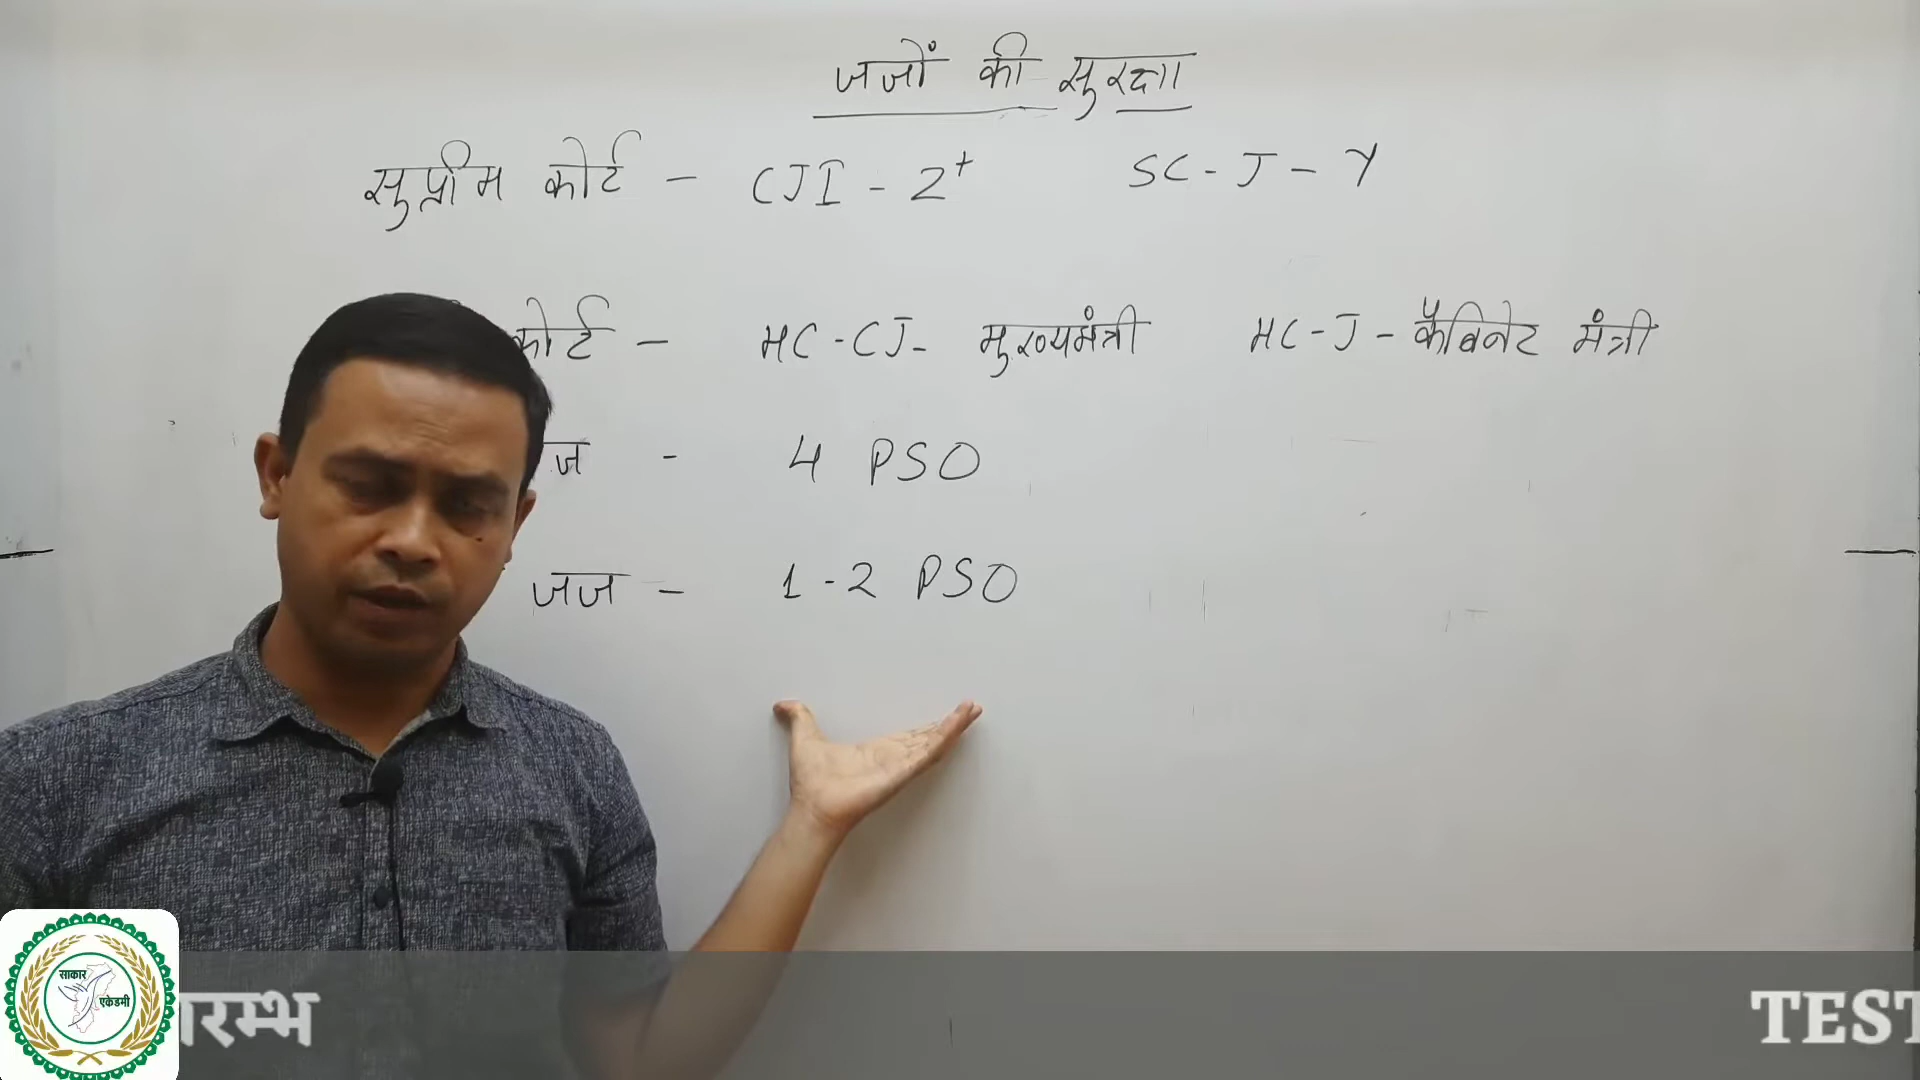 जजों की सुरक्षा
सुप्रीम कोर्ट - CJI - Z+ SC - J - Y
कोर्ट - HC - CJ - मुख्यमंत्री HC - J - कैबिनेट मंत्री
ज - 4 PSO
जज - 1 - 2 PSO
साकार
एकेडमी
रम्भ TEST